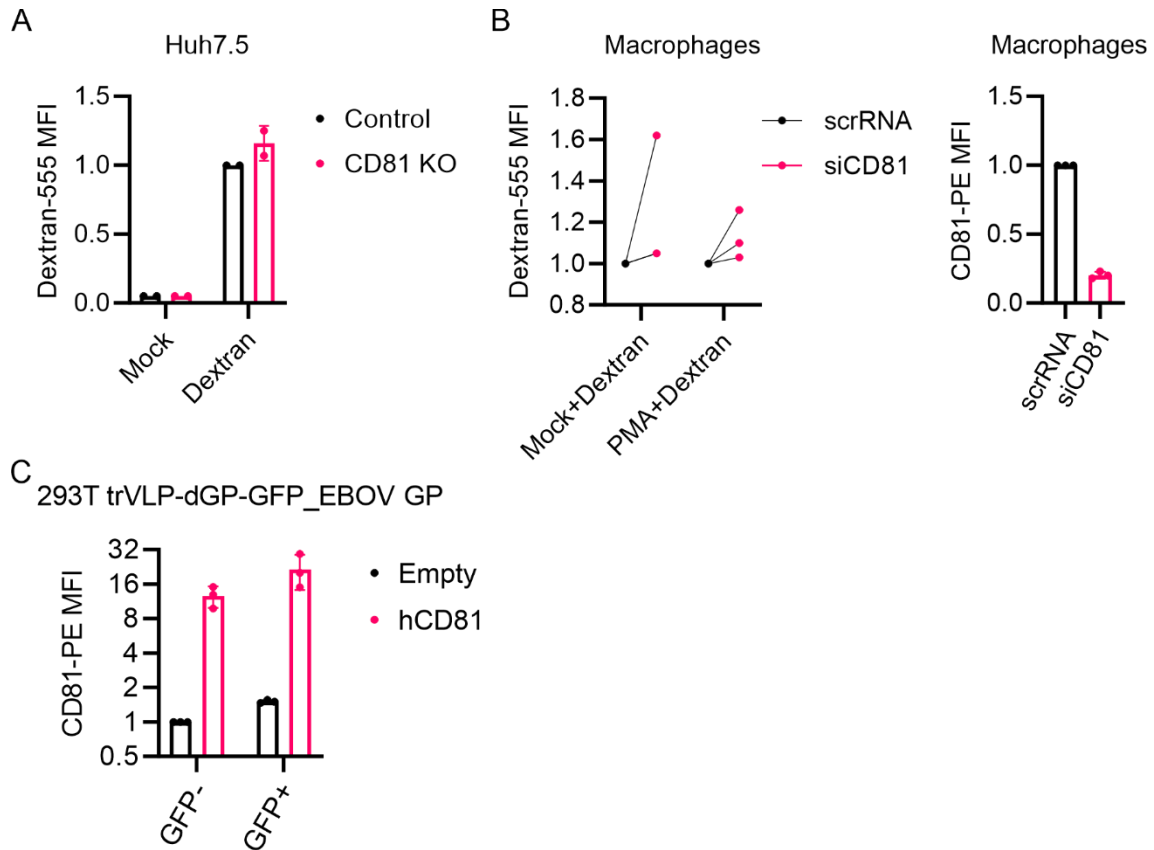 A
Huh7.5
Dextran-555 MFI
1.5
1.0
0.5
0.0
Mock
Dextran
Control
CD81 KO
B
Macrophages
Dextran-555 MFI
1.8
1.6
1.4
1.2
1.0
0.8
Mock+Dextran
PMA+Dextran
scrRNA
siCD81
Macrophages
CD81-PE MFI
1.5
1.0
0.5
0.0
scrRNA
siCD81
C
293T trVLP-dGP-GFP_EBOV GP
CD81-PE MFI
32
16
8
4
2
1
0.5
GFP-
GFP+
Empty
hCD81